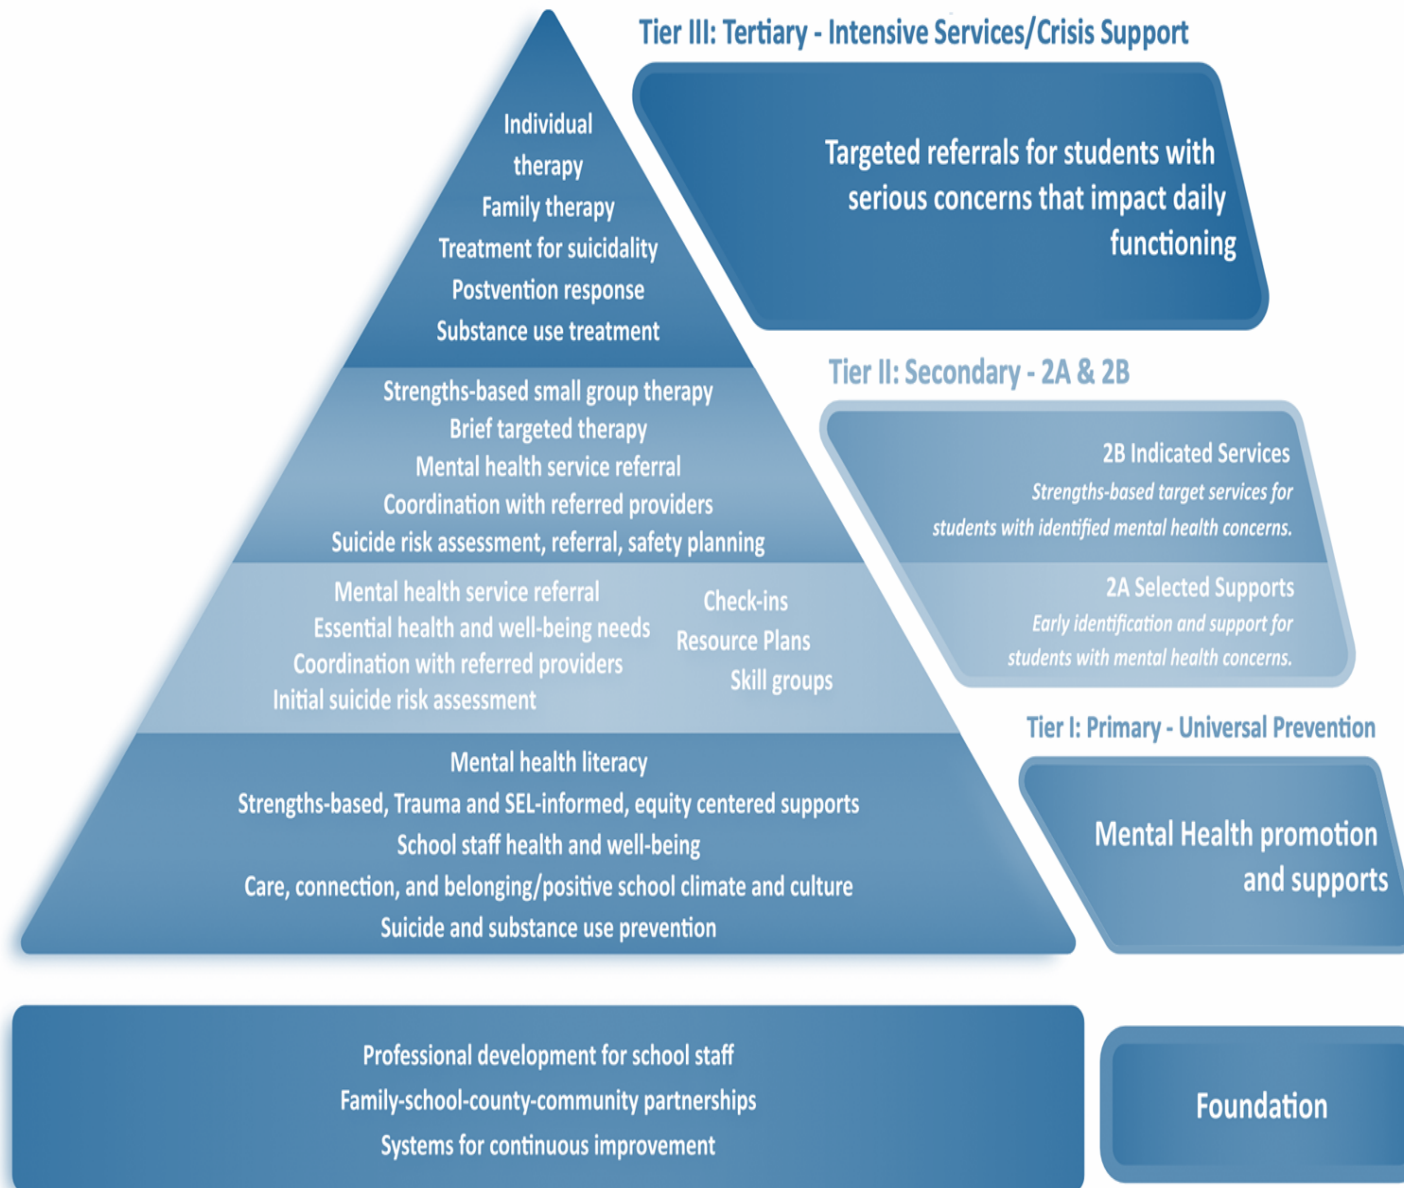 Tier III: Tertiary - Intensive Services/Crisis Support
Individual
therapy
Family therapy
Treatment for suicidality
Postvention response
Substance use treatment
Targeted referrals for students with
serious concerns that impact daily
functioning
Tier II: Secondary - 2A & 2B
Strengths-based small group therapy
Brief targeted therapy
Mental health service referral
Coordination with referred providers
Suicide risk assessment, referral, safety planning
2B Indicated Services
Strengths-based target services for
students with identified mental health concerns.
Mental health service referral
Essential health and well-being needs
Coordination with referred providers
Initial suicide risk assessment
Check-ins
Resource Plans
Skill groups
2A Selected Supports
Early identification and support for
students with mental health concerns.
Tier I: Primary - Universal Prevention
Mental health literacy
Strengths-based, Trauma and SEL-informed, equity centered supports
School staff health and well-being
Care, connection, and belonging/positive school climate and culture
Suicide and substance use prevention
Mental Health promotion
and supports
Professional development for school staff
Family-school-county-community partnerships
Systems for continuous improvement
Foundation